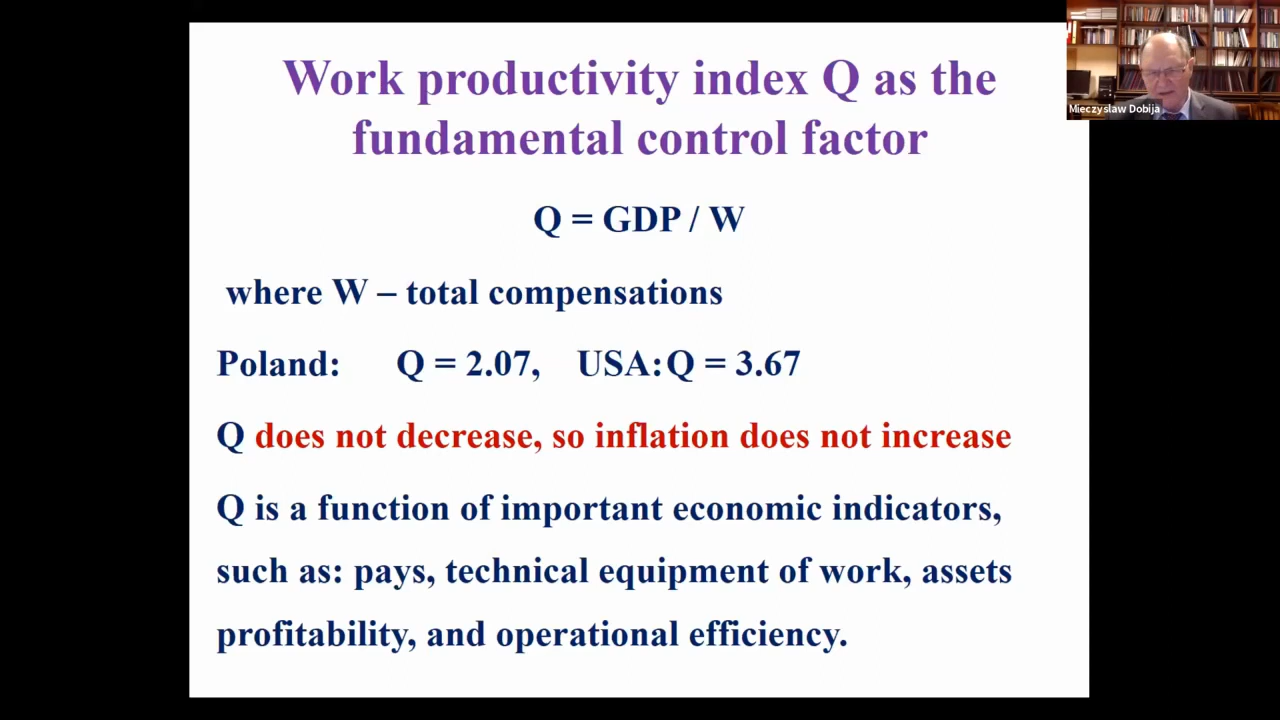 Work productivity index Q as the
fundamental control factor
Q = GDP / W
where W – total compensations
Poland: Q = 2.07, USA: Q = 3.67
Q does not decrease, so inflation does not increase
Q is a function of important economic indicators,
such as: pays, technical equipment of work, assets
profitability, and operational efficiency.
Mieczyslaw Dobija